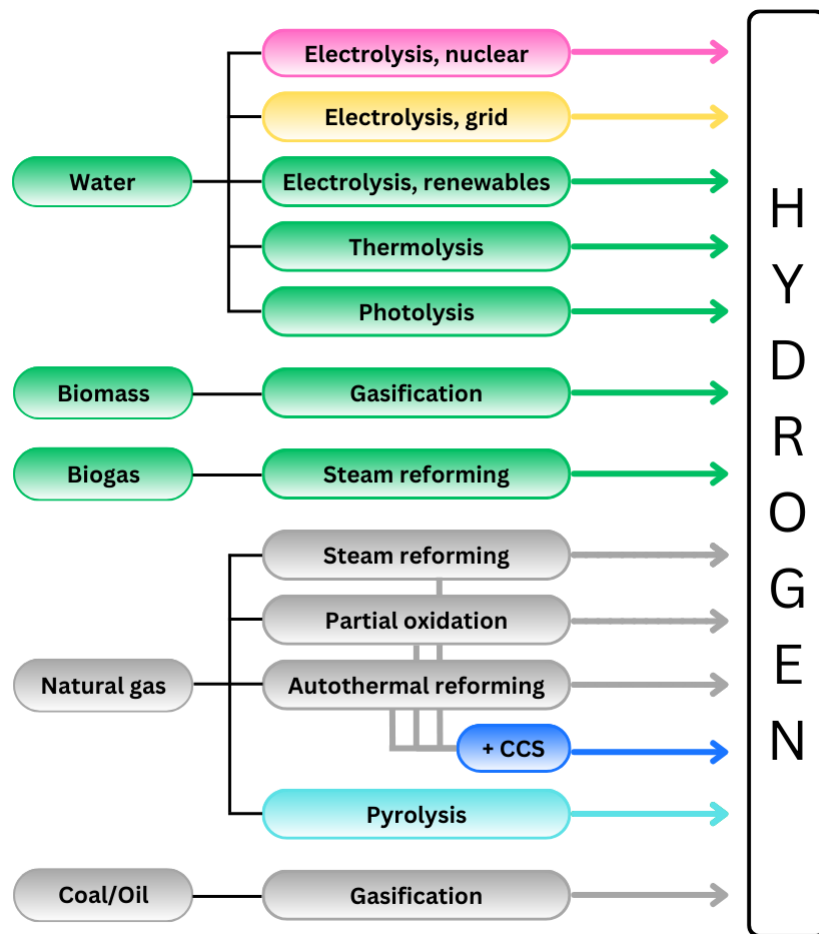 Electrolysis, nuclear
Electrolysis, grid
Water
Electrolysis, renewables
Thermolysis
Photolysis
Biomass
Gasification
Biogas
Steam reforming
Steam reforming
Partial oxidation
Natural gas
Autothermal reforming
+ CCS
Pyrolysis
Coal/Oil
Gasification
HYDROGEN